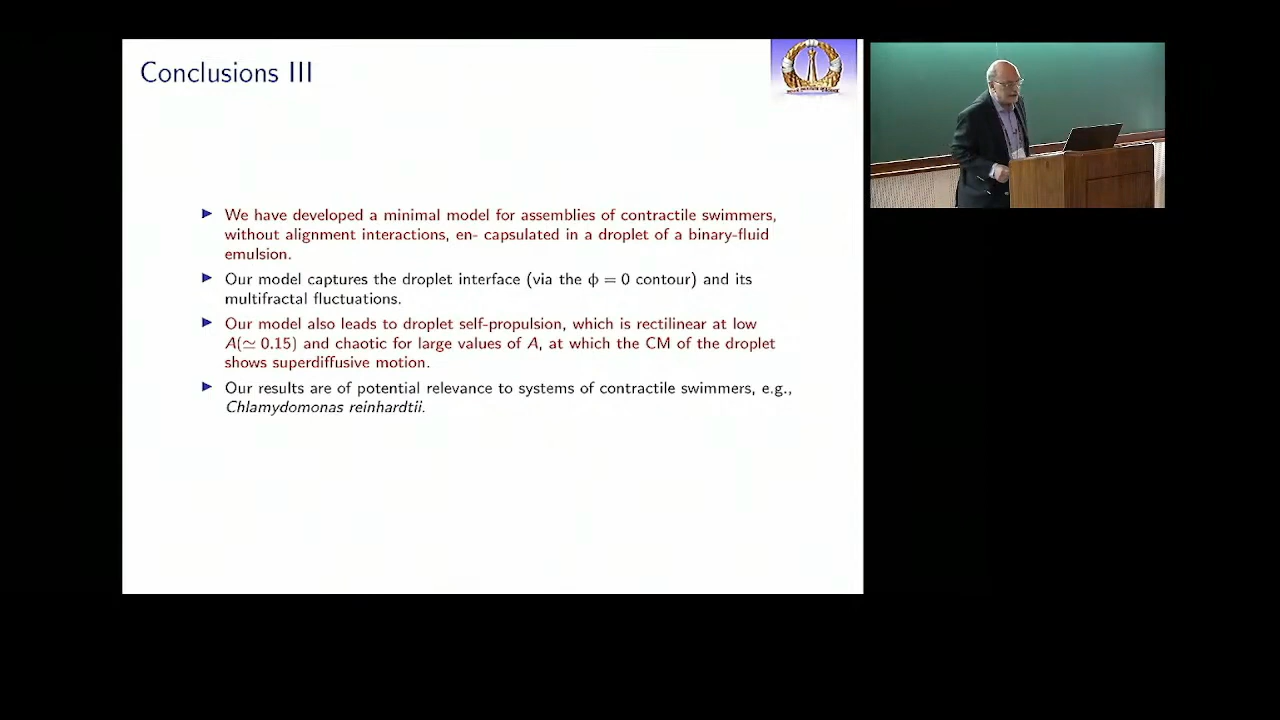 Conclusions III
We have developed a minimal model for assemblies of contractile swimmers,
without alignment interactions, en- capsulated in a droplet of a binary-fluid
emulsion.
Our model captures the droplet interface (via the ϕ = 0 contour) and its
multifractal fluctuations.
Our model also leads to droplet self-propulsion, which is rectilinear at low
A(≃ 0.15) and chaotic for large values of A, at which the CM of the droplet
shows superdiffusive motion.
Our results are of potential relevance to systems of contractile swimmers, e.g.,
Chlamydomonas reinhardtii.